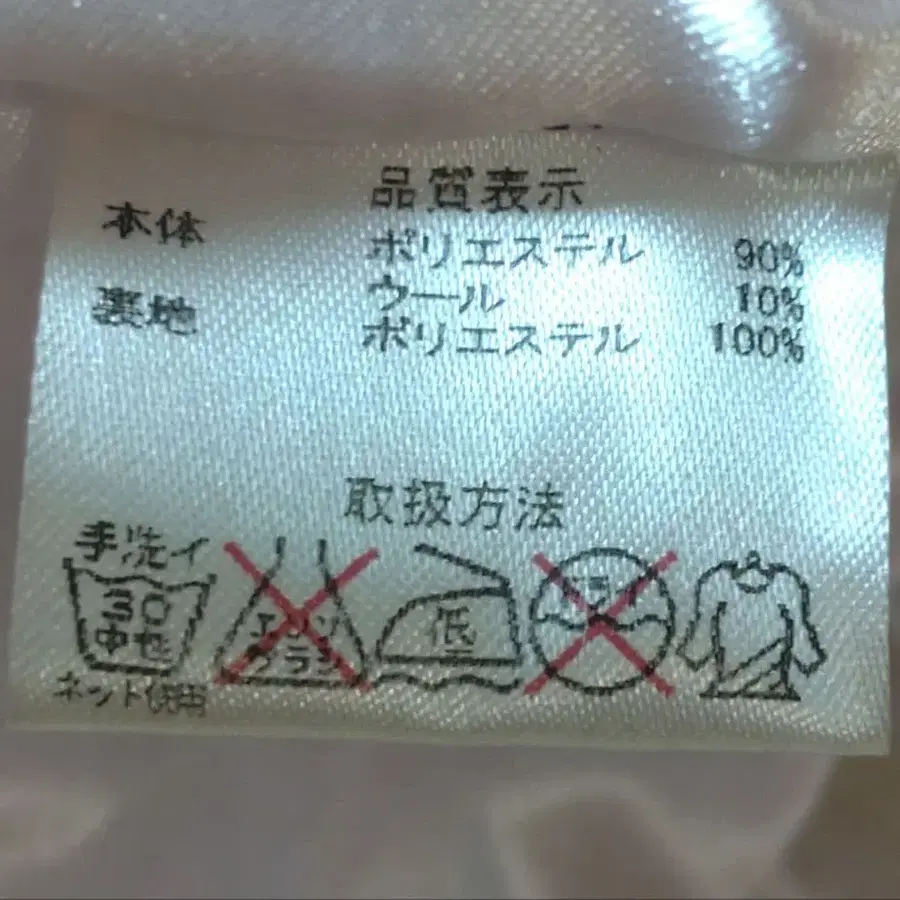 品質表示
本体 ポリエステル 90%
ウール 10%
裏地 ポリエステル 100%
取扱方法
手洗イ
30
中性
ネット使用
エンソ
サラシ
低